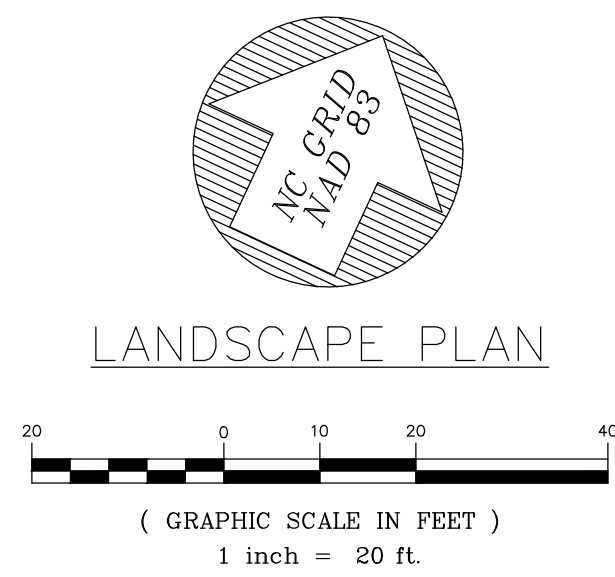 NC GRID
NAD 83
LANDSCAPE PLAN
20 0 10 20 40
( GRAPHIC SCALE IN FEET )
1 inch = 20 ft.